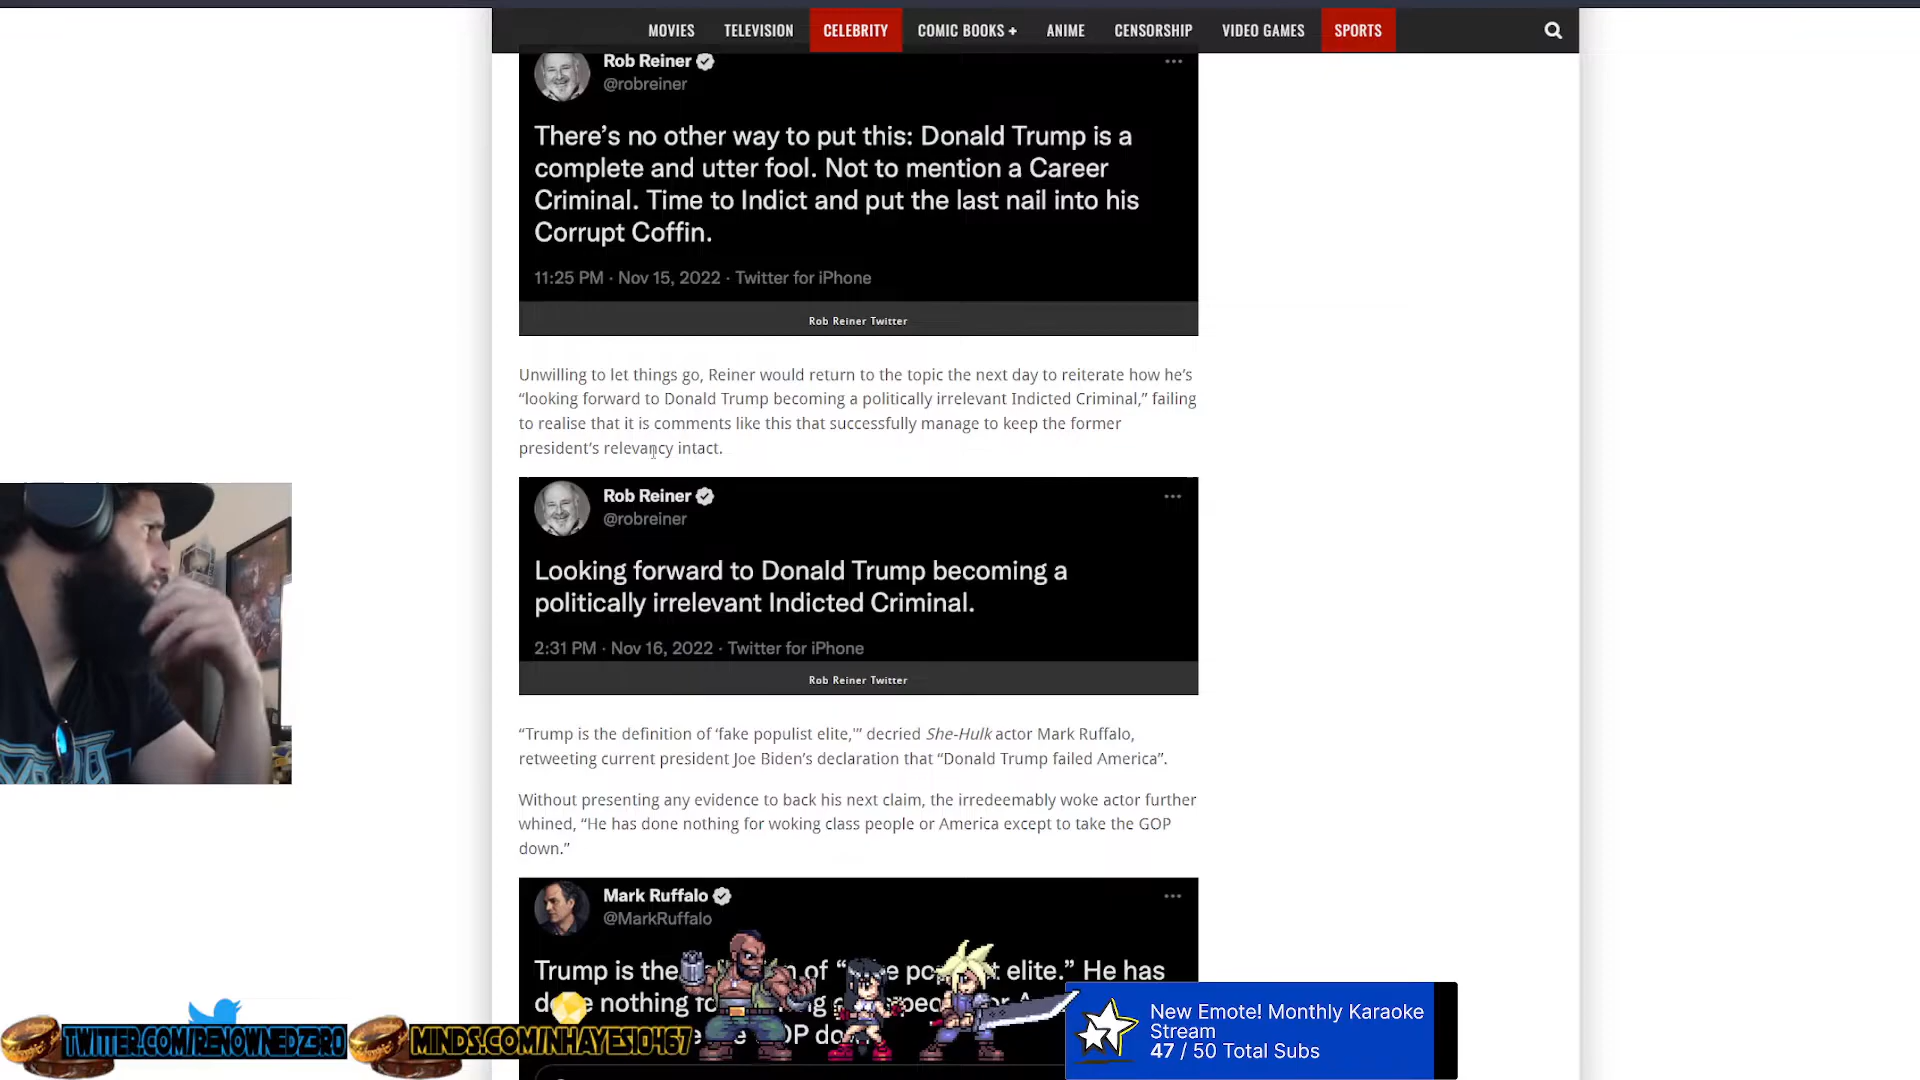 MOVIES TELEVISION CELEBRITY COMIC BOOKS + ANIME CENSORSHIP VIDEO GAMES SPORTS
Rob Reiner
@robreiner
There's no other way to put this: Donald Trump is a
complete and utter fool. Not to mention a Career
Criminal. Time to Indict and put the last nail into his
Corrupt Coffin.
11:25 PM · Nov 15, 2022 · Twitter for iPhone
Rob Reiner Twitter
Unwilling to let things go, Reiner would return to the topic the next day to reiterate how he's
“looking forward to Donald Trump becoming a politically irrelevant Indicted Criminal,” failing
to realise that it is comments like this that successfully manage to keep the former
president's relevancy intact.
Rob Reiner
@robreiner
Looking forward to Donald Trump becoming a
politically irrelevant Indicted Criminal.
2:31 PM · Nov 16, 2022 · Twitter for iPhone
Rob Reiner Twitter
“Trump is the definition of ‘fake populist elite,'” decried She-Hulk actor Mark Ruffalo,
retweeting current president Joe Biden's declaration that “Donald Trump failed America”.
Without presenting any evidence to back his next claim, the irredeemably woke actor further
whined, “He has done nothing for woking class people or America except to take the GOP
down.”
Mark Ruffalo
@MarkRuffalo
Trump is the of “ elite.” He has
nothing
TWITTER.COM/RENOWNEDZ3R0
MINDS.COM/NHAYES10467
New Emote! Monthly Karaoke
Stream
47 / 50 Total Subs